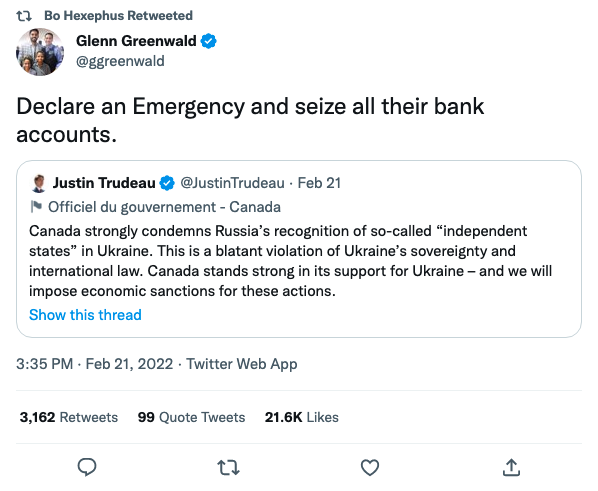 Bo Hexephus Retweeted
Glenn Greenwald
@ggreenwald
Declare an Emergency and seize all their bank
accounts.
Justin Trudeau @JustinTrudeau · Feb 21
Officiel du gouvernement - Canada
Canada strongly condemns Russia’s recognition of so-called “independent
states” in Ukraine. This is a blatant violation of Ukraine’s sovereignty and
international law. Canada stands strong in its support for Ukraine – and we will
impose economic sanctions for these actions.
Show this thread
3:35 PM · Feb 21, 2022 · Twitter Web App
3,162 Retweets 99 Quote Tweets 21.6K Likes